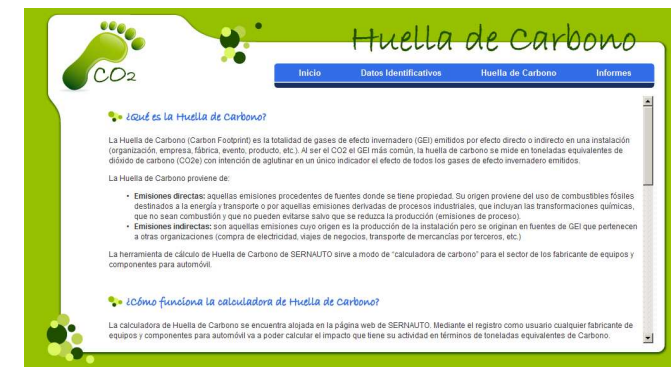 Huella de Carbono
CO2
Inicio Datos Identificativos Huella de Carbono Informes
¿Qué es la Huella de Carbono?
La Huella de Carbono (Carbon Footprint) es la totalidad de gases de efecto invernadero (GEI) emitidos por efecto directo o indirecto en una instalación
(organización, empresa, fábrica, evento, producto, etc.). Al ser el CO2 el GEI más común, la huella de carbono se mide en toneladas equivalentes de
dióxido de carbono (CO2e) con intención de aglutinar en un único indicador el efecto de todos los gases de efecto invernadero emitidos.
La Huella de Carbono proviene de:
• Emisiones directas: aquellas emisiones procedentes de fuentes donde se tiene propiedad. Su origen proviene del uso de combustibles fósiles
destinados a la energía y transporte o por aquellas emisiones derivadas de procesos industriales, que incluyan las transformaciones químicas,
que no sean combustión y que no pueden evitarse salvo que se reduzca la producción (emisiones de proceso).
• Emisiones indirectas: son aquellas emisiones cuyo origen es la producción de la instalación pero se originan en fuentes de GEI que pertenecen
a otras organizaciones (compra de electricidad, viajes de negocios, transporte de mercancías por terceros, etc.)
La herramienta de cálculo de Huella de Carbono de SERNAUTO sirve a modo de "calculadora de carbono" para el sector de los fabricante de equipos y
componentes para automóvil.
¿Cómo funciona la calculadora de Huella de Carbono?
La calculadora de Huella de Carbono se encuentra alojada en la página web de SERNAUTO. Mediante el registro como usuario cualquier fabricante de
equipos y componentes para automóvil va a poder calcular el impacto que tiene su actividad en términos de toneladas equivalentes de Carbono.